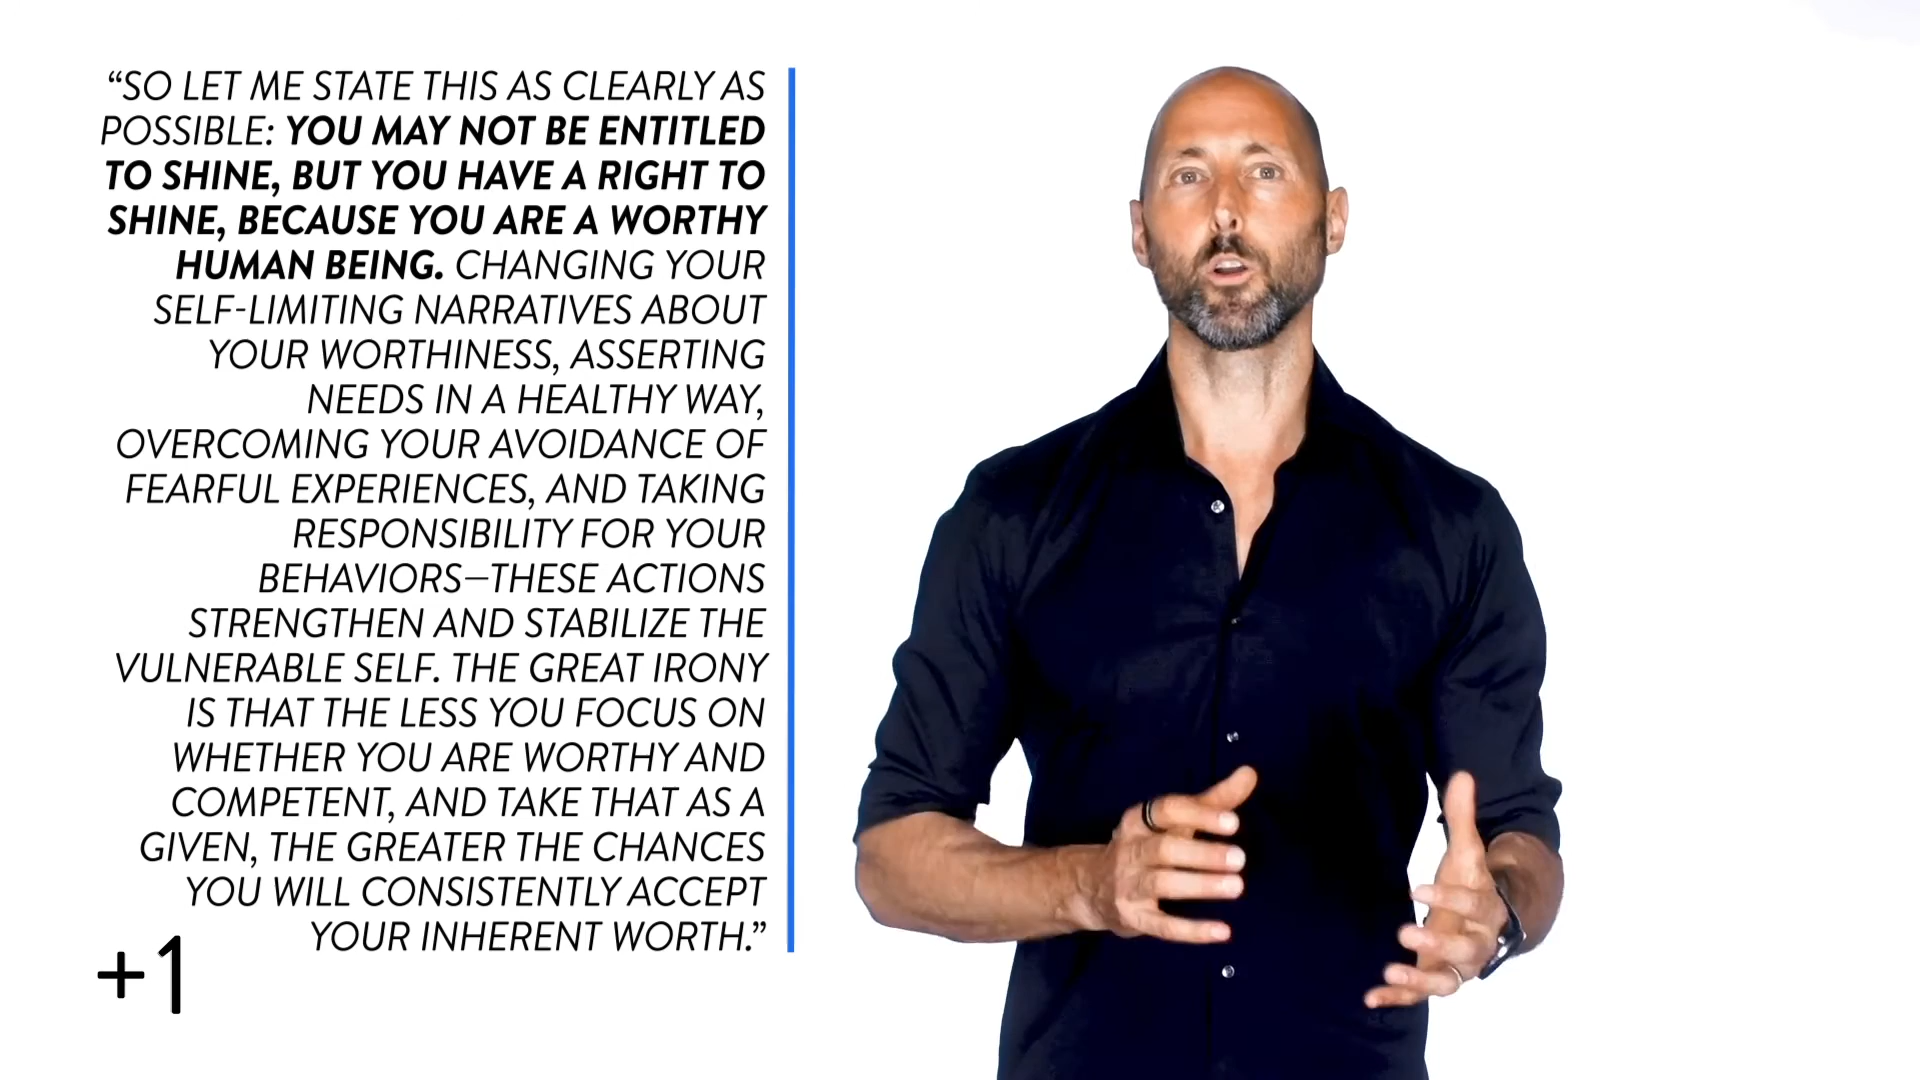 “SO LET ME STATE THIS AS CLEARLY AS
POSSIBLE: YOU MAY NOT BE ENTITLED
TO SHINE, BUT YOU HAVE A RIGHT TO
SHINE, BECAUSE YOU ARE A WORTHY
HUMAN BEING. CHANGING YOUR
SELF-LIMITING NARRATIVES ABOUT
YOUR WORTHINESS, ASSERTING
NEEDS IN A HEALTHY WAY,
OVERCOMING YOUR AVOIDANCE OF
FEARFUL EXPERIENCES, AND TAKING
RESPONSIBILITY FOR YOUR
BEHAVIORS—THESE ACTIONS
STRENGTHEN AND STABILIZE THE
VULNERABLE SELF. THE GREAT IRONY
IS THAT THE LESS YOU FOCUS ON
WHETHER YOU ARE WORTHY AND
COMPETENT, AND TAKE THAT AS A
GIVEN, THE GREATER THE CHANCES
YOU WILL CONSISTENTLY ACCEPT
YOUR INHERENT WORTH.”
+1